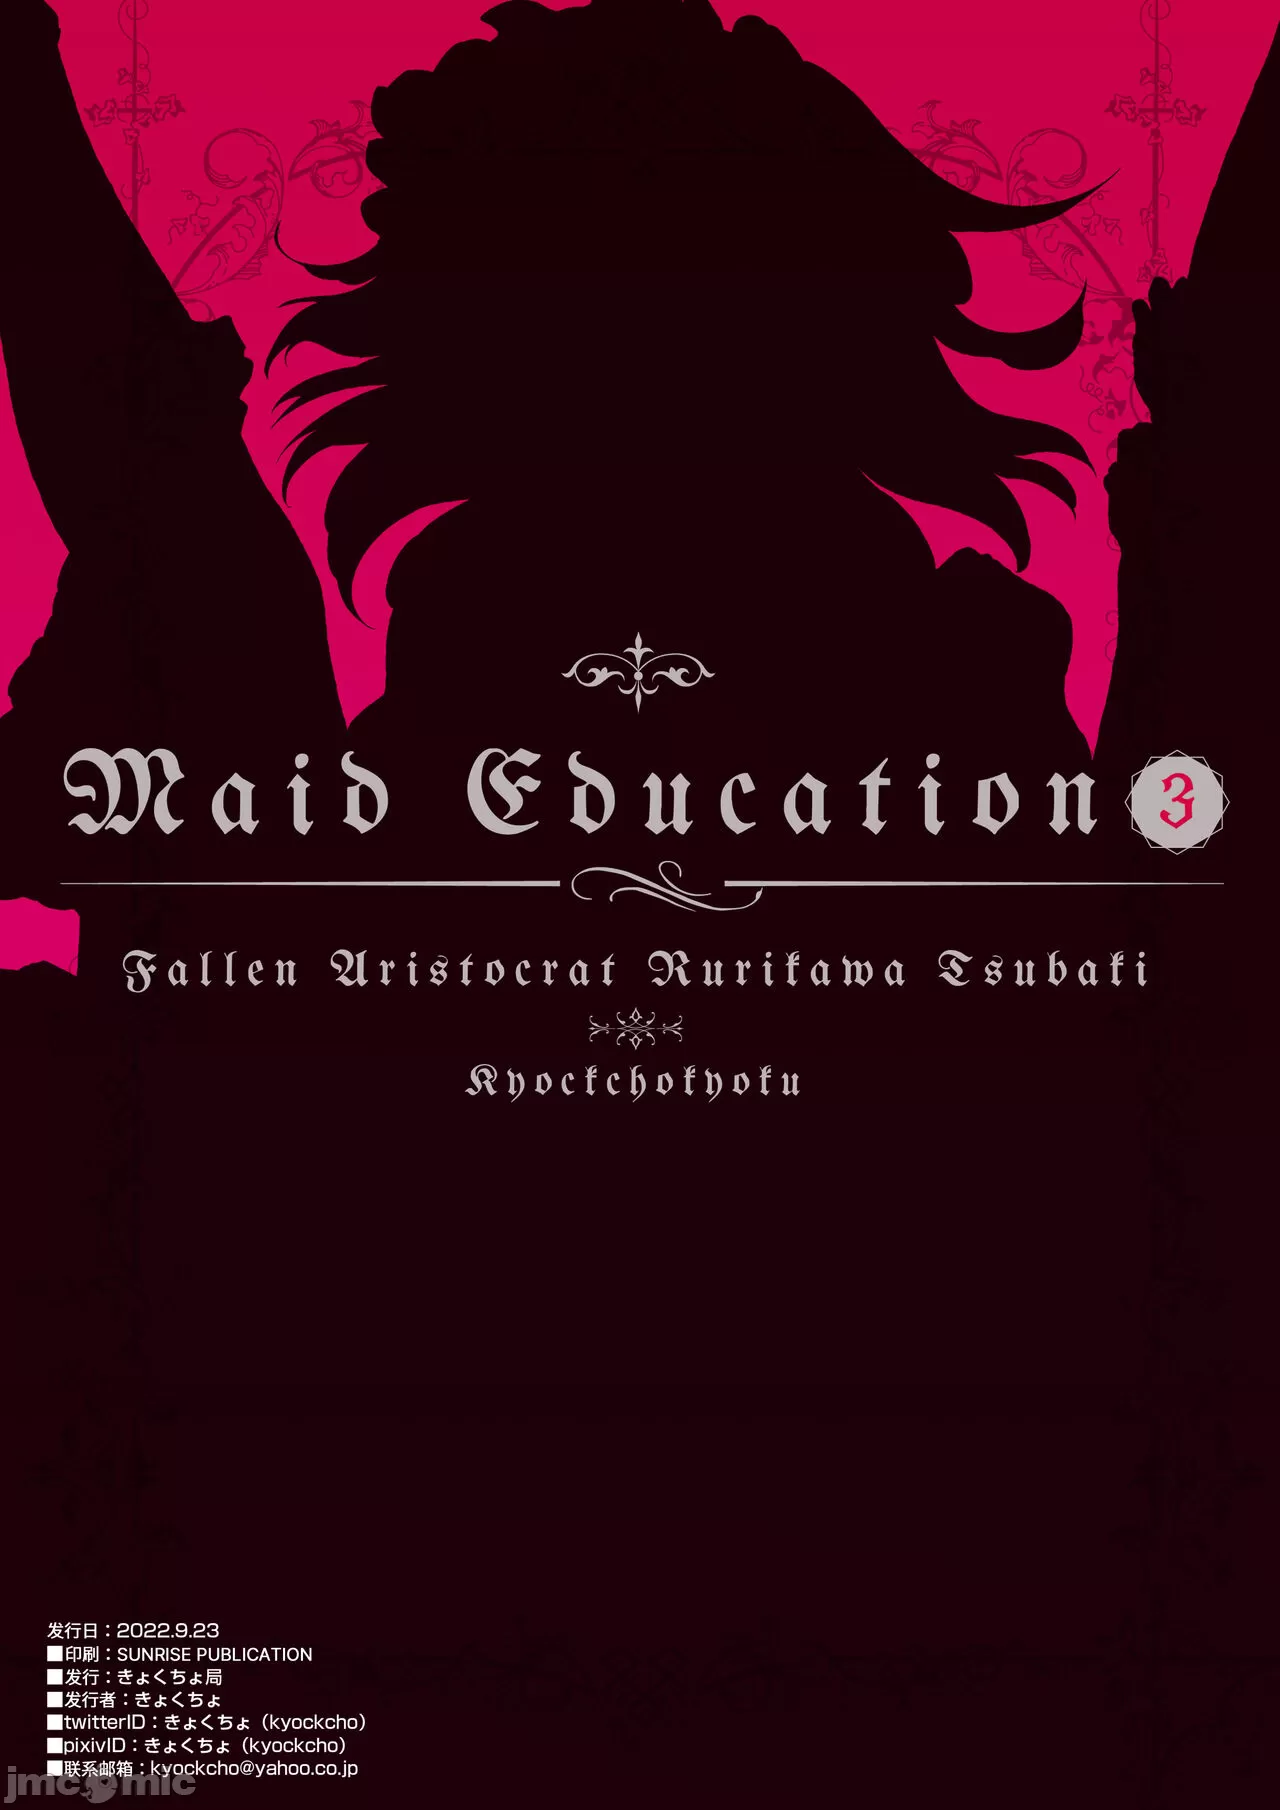 Maid Education 3
Fallen Aristocrat Rurikawa Tsubaki
Kyockchokyoku
发行日：2022.9.23
■印刷：SUNRISE PUBLICATION
■发行：きょくちょ局
■发行者：きょくちょ
■twitterID：きょくちょ（kyockcho）
■pixivID：きょくちょ（kyockcho）
■联系邮箱：kyockcho@yahoo.co.jp
jmcomic